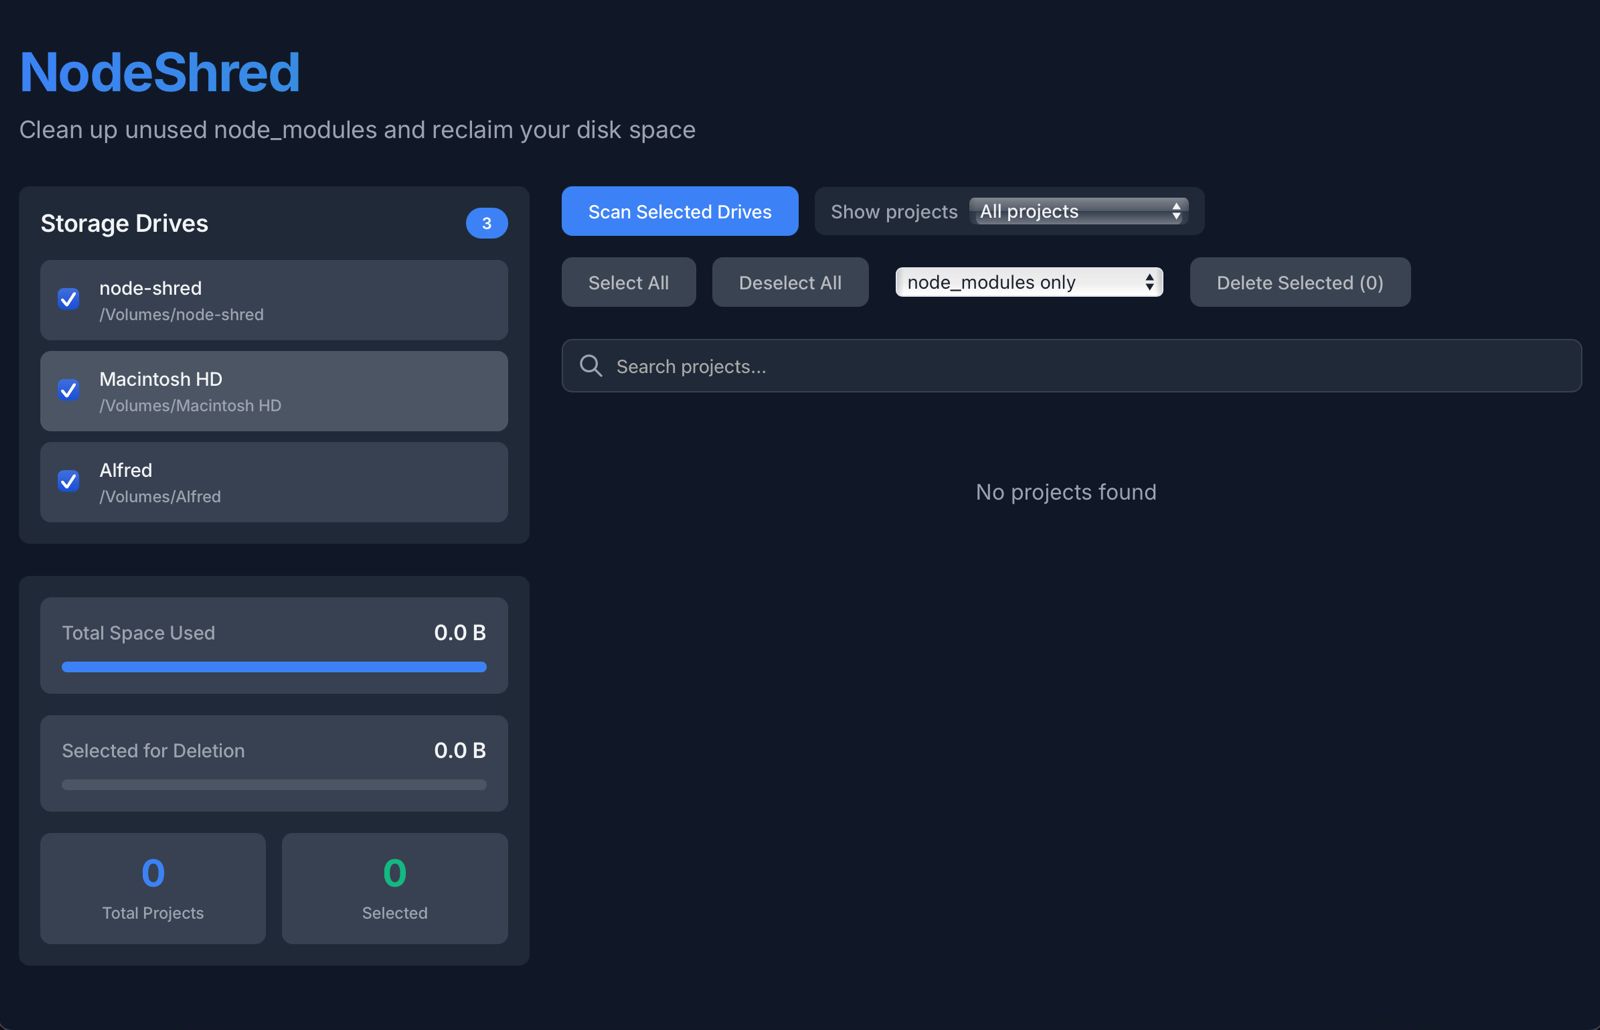 NodeShred
Clean up unused node_modules and reclaim your disk space
Storage Drives
3
node-shred
/Volumes/node-shred
Macintosh HD
/Volumes/Macintosh HD
Alfred
/Volumes/Alfred
Total Space Used
0.0 B
Selected for Deletion
0.0 B
0
Total Projects
0
Selected
Scan Selected Drives
Show projects
All projects
Select All
Deselect All
node_modules only
Delete Selected (0)
Search projects...
No projects found